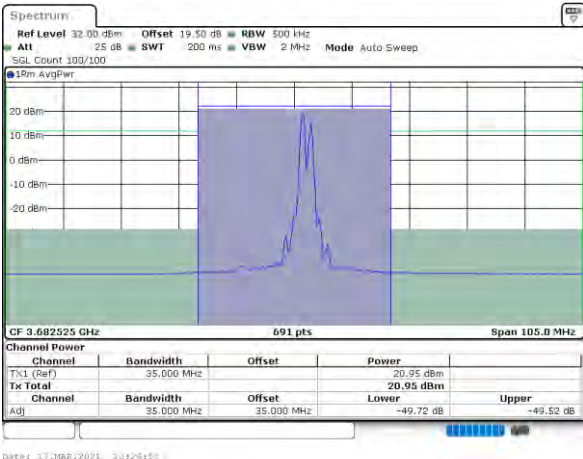 Spectrum
Ref Level 32.00 dBm Offset 19.50 dB RBW 500 kHz
Att 25 dB SWT 200 ms VBW 2 MHz Mode Auto Sweep
SGL Count 100/100
1Rm AvgPwr
20 dBm
10 dBm
0 dBm
-10 dBm
-20 dBm
CF 3.682525 GHz 691 pts Span 105.0 MHz
Channel Power
Channel Bandwidth Offset Power
TX1 (Ref) 35.000 MHz 20.95 dBm
Tx Total 20.95 dBm
Channel Bandwidth Offset Lower Upper
Adj 35.000 MHz 35.000 MHz -49.72 dB -49.52 dB
Date: 17.MAR.2021